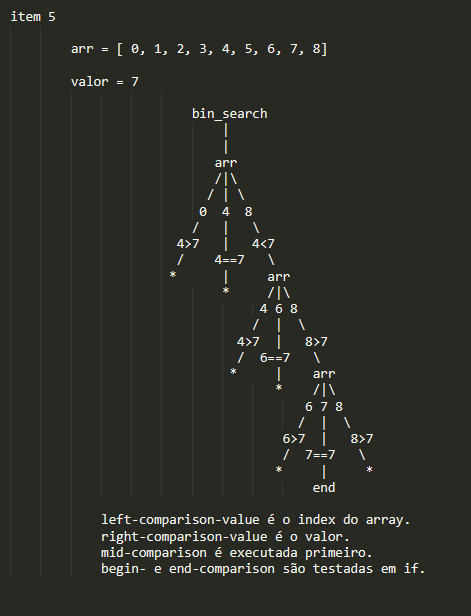 item 5
arr = [ 0, 1, 2, 3, 4, 5, 6, 7, 8]
valor = 7
bin_search
|
|
arr
/|\
/ | \
0 4 8
/ | \
4>7 | 4<7
/ 4==7 \
* | arr
* /|\
4 6 8
/ | \
4>7 | 8>7
/ 6==7 \
* | arr
* /|\
6 7 8
/ | \
6>7 | 8>7
/ 7==7 \
* | *
end
left-comparison-value é o index do array.
right-comparison-value é o valor.
mid-comparison é executada primeiro.
begin- e end-comparison são testadas em if.